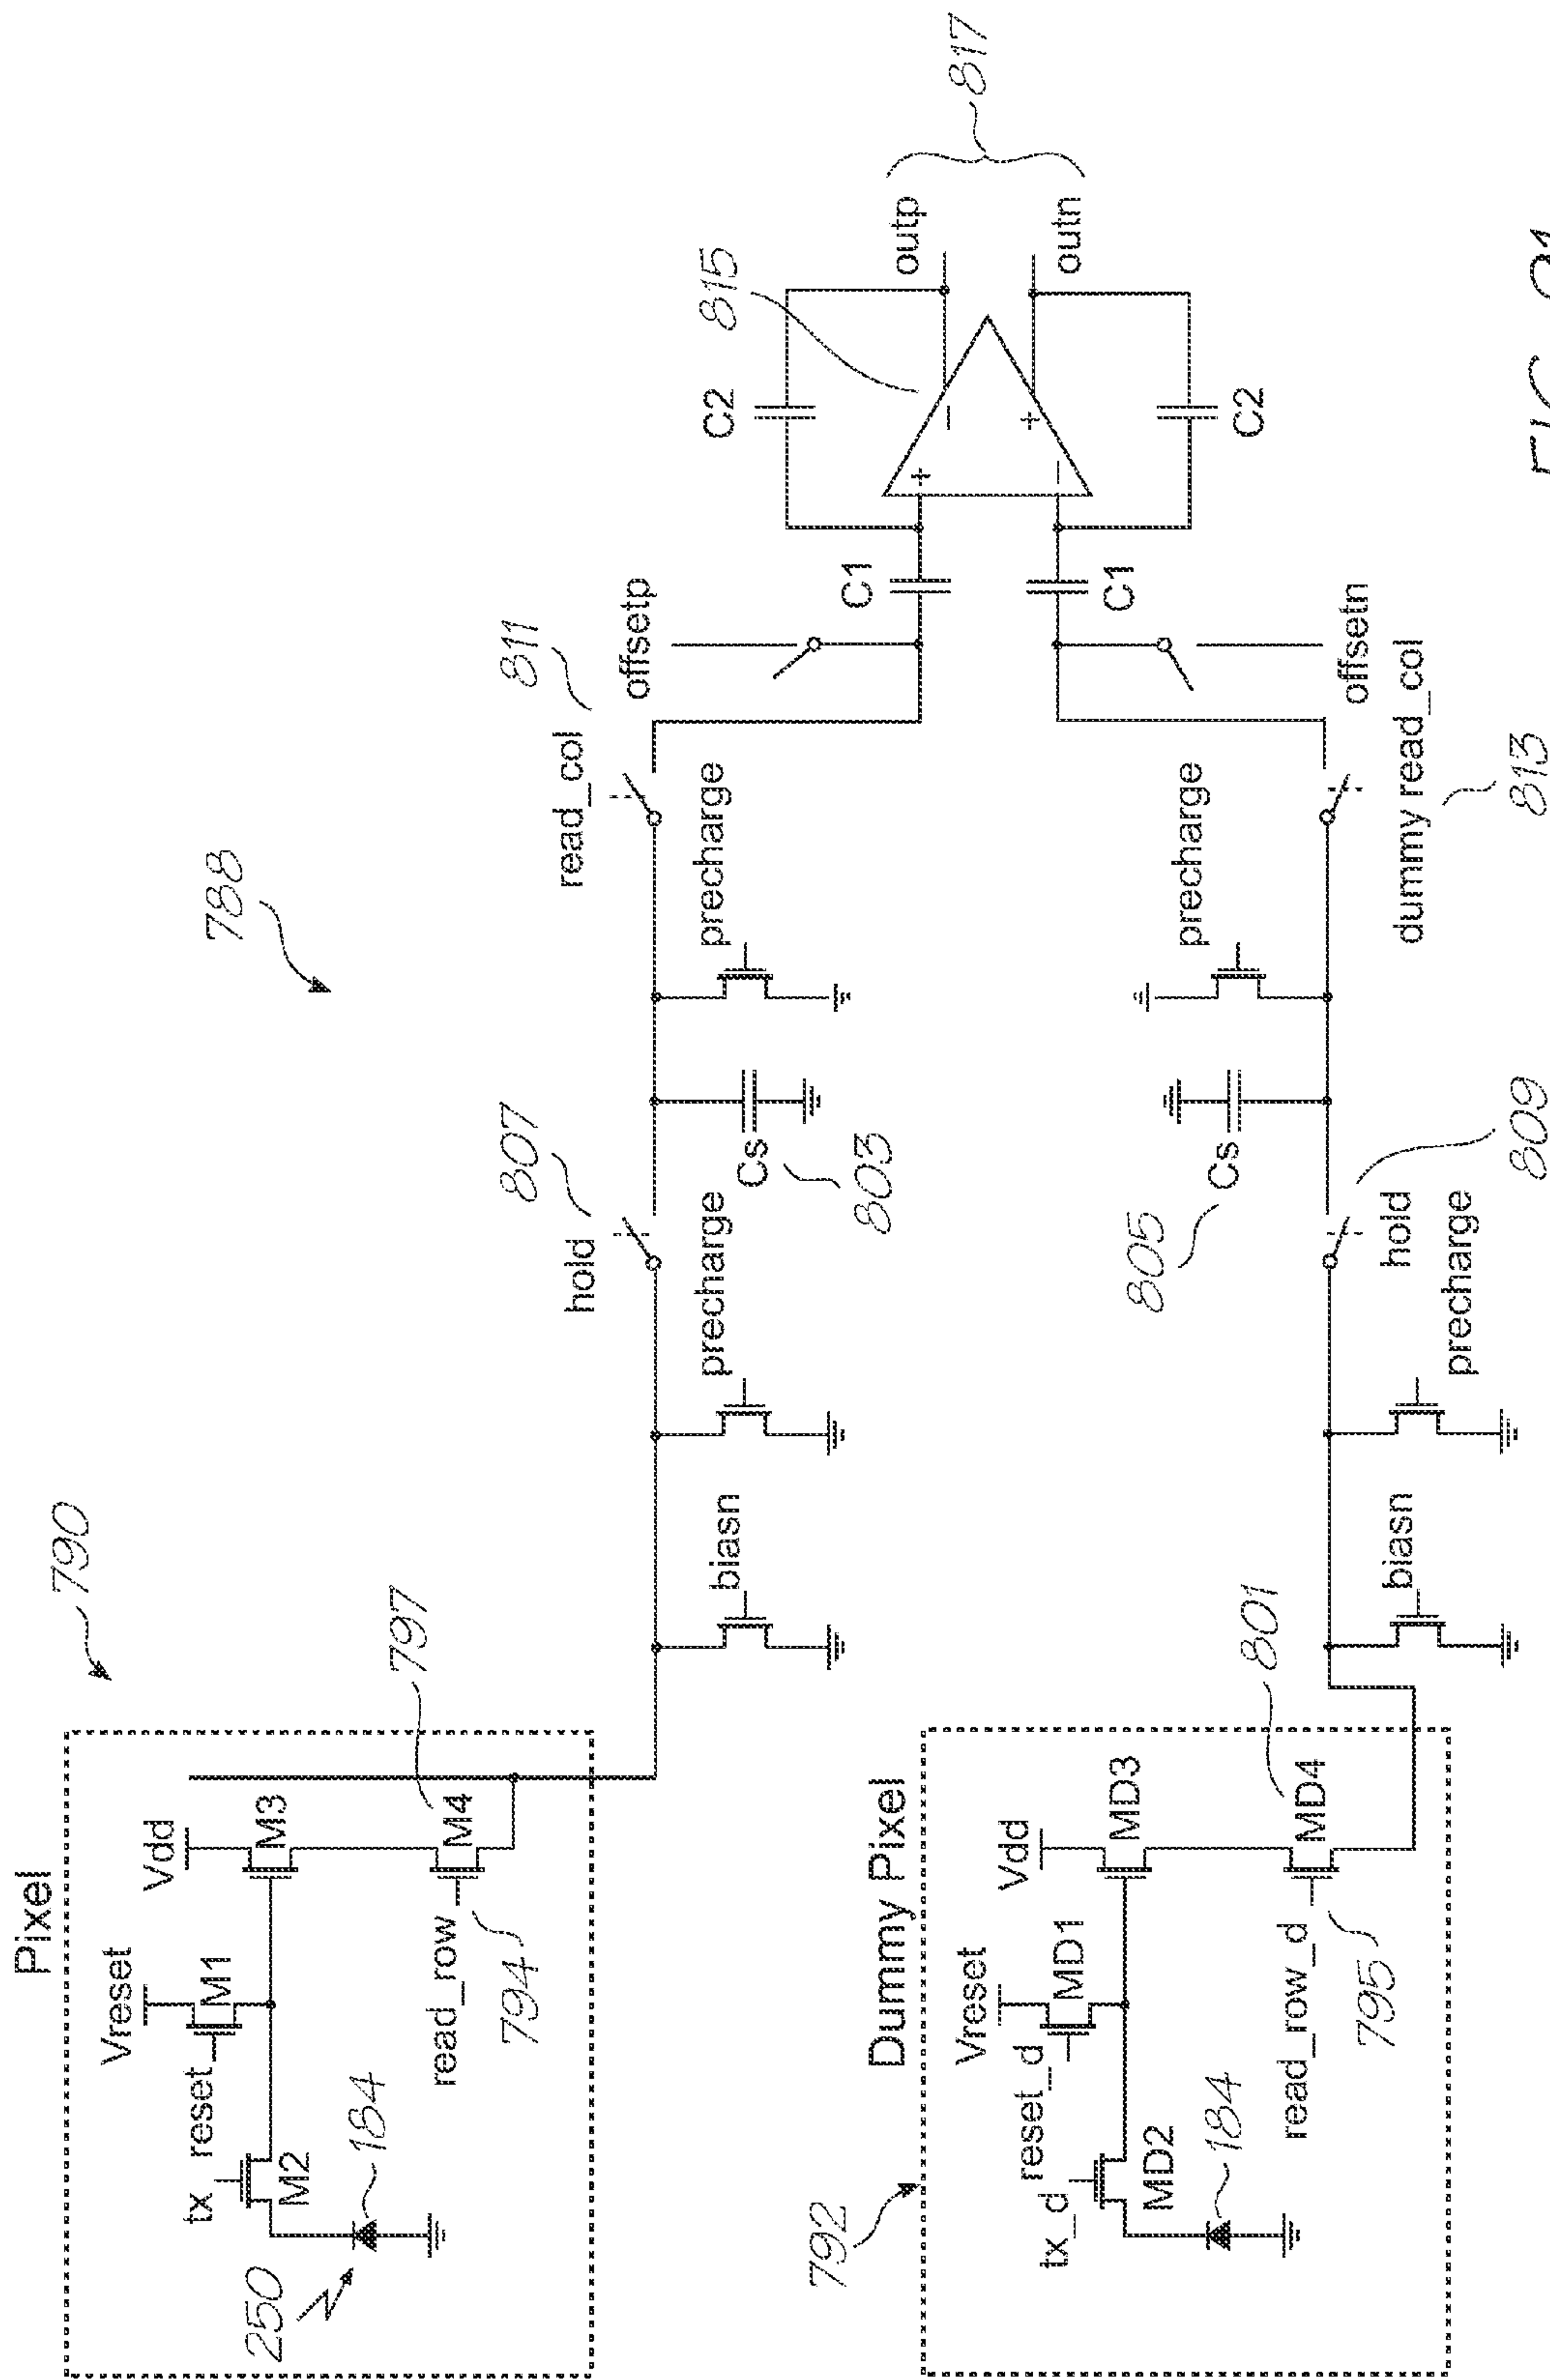 Pixel
790
788
Vreset
Vdd
tx
reset
M1
M3
M2
250
184
797
M4
read_row
794
hold
807
read_col
811
offsetp
biasn
precharge
Cs
803
precharge
C2
815
C1
outp
817
Dummy Pixel
792
Vreset
Vdd
tx_d
reset_d
MD1
MD3
MD2
184
801
MD4
read_row_d
795
biasn
precharge
hold
809
805
Cs
precharge
dummy read_col
813
offsetn
C1
C2
outn
FIG.